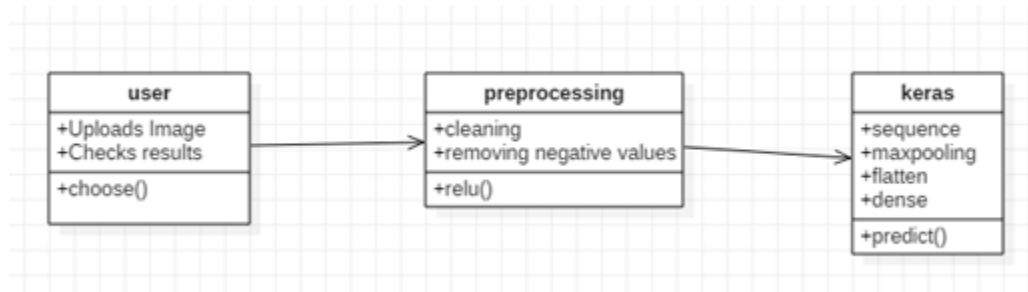 user
+Uploads Image
+Checks results
+choose()
preprocessing
+cleaning
+removing negative values
+relu()
keras
+sequence
+maxpooling
+flatten
+dense
+predict()